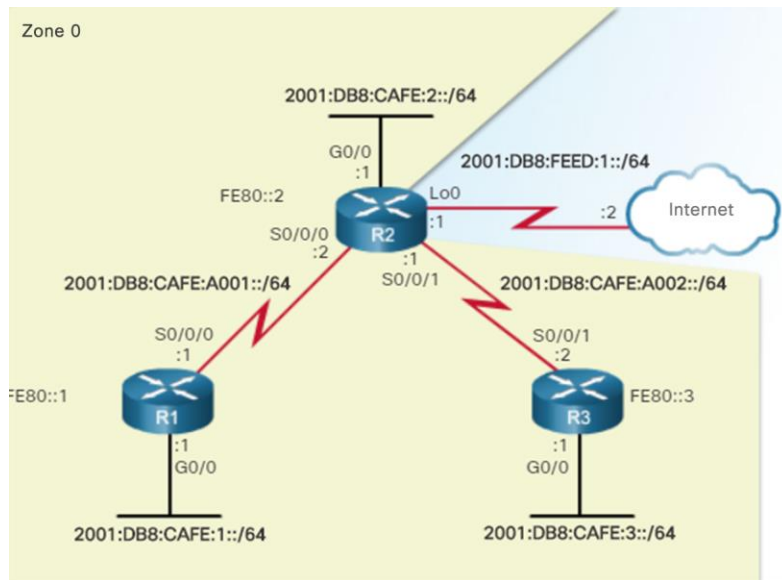 Zone 0
2001:DB8:CAFE:2::/64
G0/0
:1
2001:DB8:FEED:1::/64
FE80::2
Lo0
:2
Internet
R2
:1
S0/0/0
:2
:1
S0/0/1
2001:DB8:CAFE:A001::/64
2001:DB8:CAFE:A002::/64
S0/0/0
:1
S0/0/1
:2
FE80::1
R1
R3
FE80::3
:1
G0/0
:1
G0/0
2001:DB8:CAFE:1::/64
2001:DB8:CAFE:3::/64